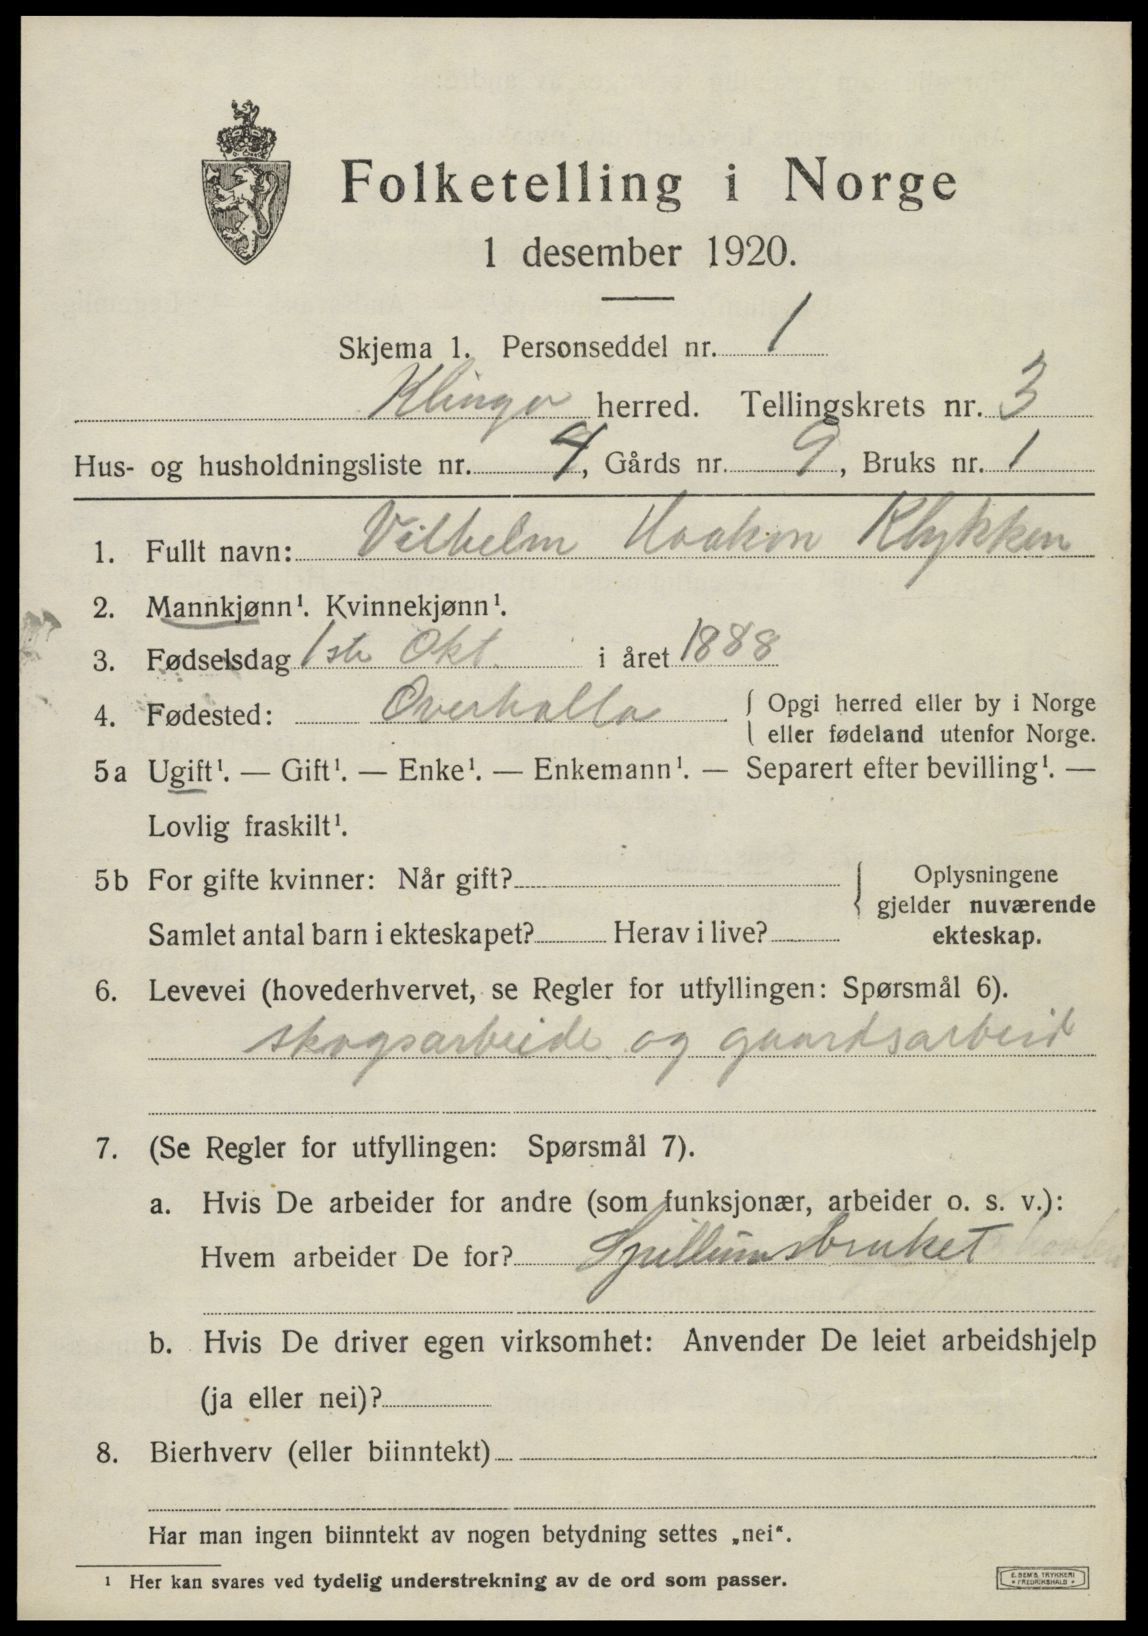 Folketelling i Norge
1 desember 1920.
Skjema 1. Personseddel nr. 1
Klinga herred. Tellingskrets nr. 3
Hus- og husholdningsliste nr. 4, Gårds nr. 9, Bruks nr. 1
1. Fullt navn: Vilhelm Haakon Klykken
2. Mannkjønn¹. Kvinnekjønn¹.
3. Fødselsdag 1ste Okt. i året 1888
4. Fødested: Overhalla { Opgi herred eller by i Norge
eller fødeland utenfor Norge.
5a Ugift¹. — Gift¹. — Enke¹. — Enkemann¹. — Separert efter bevilling¹. —
Lovlig fraskilt¹.
5b For gifte kvinner: Når gift? { Oplysningene
gjelder nuværende
Samlet antal barn i ekteskapet? Herav i live? ekteskap.
6. Levevei (hovederhvervet, se Regler for utfyllingen: Spørsmål 6).
skogsarbeide og gaardsarbeid
7. (Se Regler for utfyllingen: Spørsmål 7).
a. Hvis De arbeider for andre (som funksjonær, arbeider o. s. v.):
Hvem arbeider De for? Spillumsbruket
b. Hvis De driver egen virksomhet: Anvender De leiet arbeidshjelp
(ja eller nei)?
8. Bierhverv (eller biinntekt)
Har man ingen biinntekt av nogen betydning settes „nei“.
¹ Her kan svares ved tydelig understrekning av de ord som passer.
E. SEM'S TRYKKERI
FREDRIKSHALD